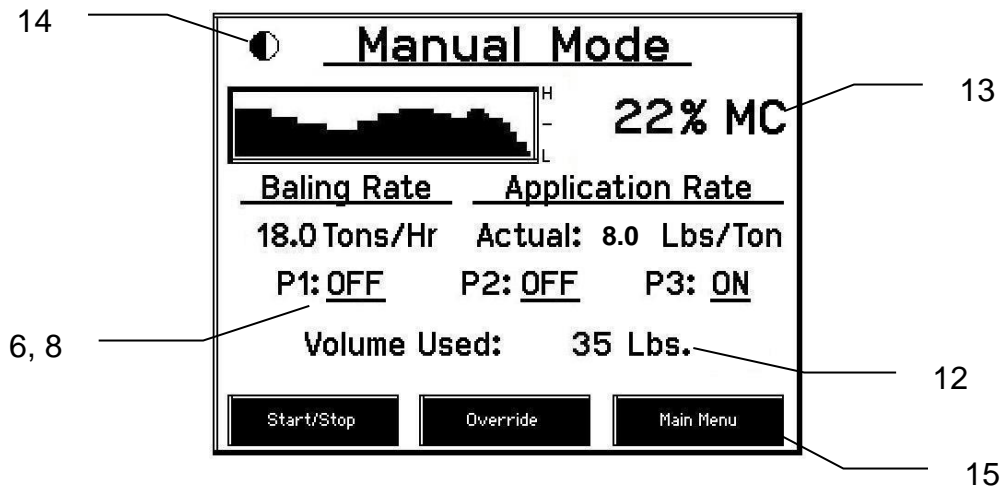 14
Manual Mode
13
H
–
L
22% MC
Baling Rate Application Rate
18.0 Tons/Hr Actual: 8.0 Lbs/Ton
P1: OFF P2: OFF P3: ON
6, 8
Volume Used: 35 Lbs.
12
Start/Stop Override Main Menu
15